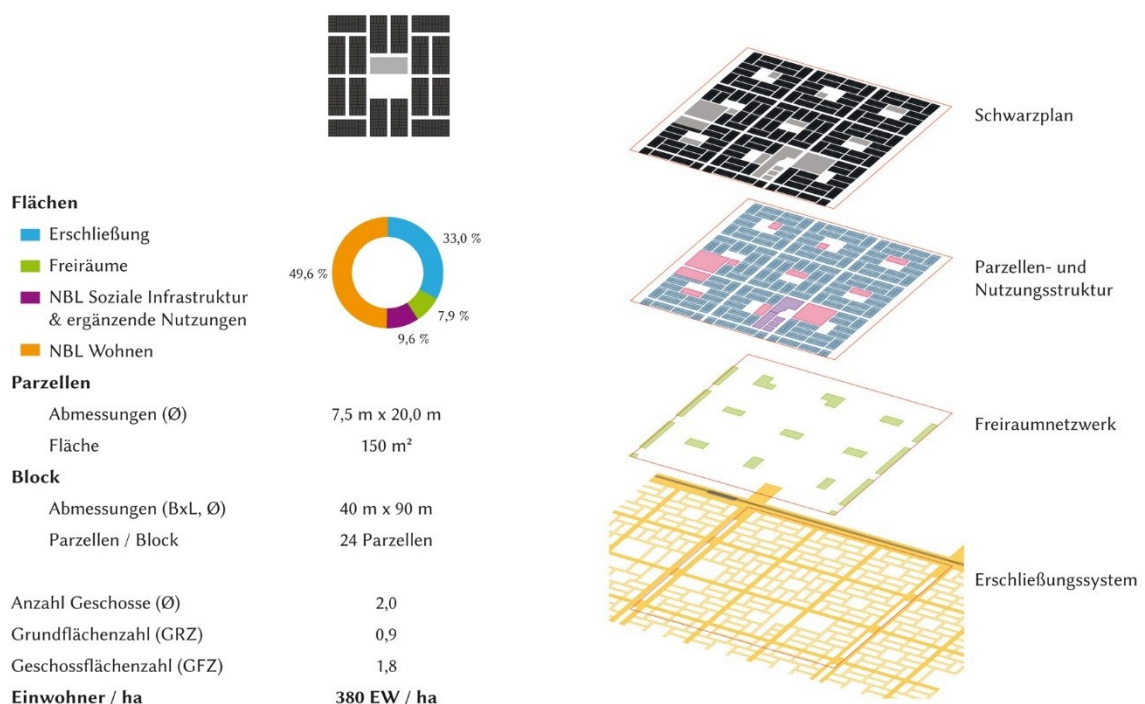 Flächen
Erschließung
Freiräume
NBL Soziale Infrastruktur
& ergänzende Nutzungen
NBL Wohnen
33,0 %
7,9 %
9,6 %
49,6 %
Parzellen
Abmessungen (Ø) 7,5 m x 20,0 m
Fläche 150 m²
Block
Abmessungen (BxL, Ø) 40 m x 90 m
Parzellen / Block 24 Parzellen
Anzahl Geschosse (Ø) 2,0
Grundflächenzahl (GRZ) 0,9
Geschossflächenzahl (GFZ) 1,8
Einwohner / ha 380 EW / ha
Schwarzplan
Parzellen- und
Nutzungsstruktur
Freiraumnetzwerk
Erschließungssystem